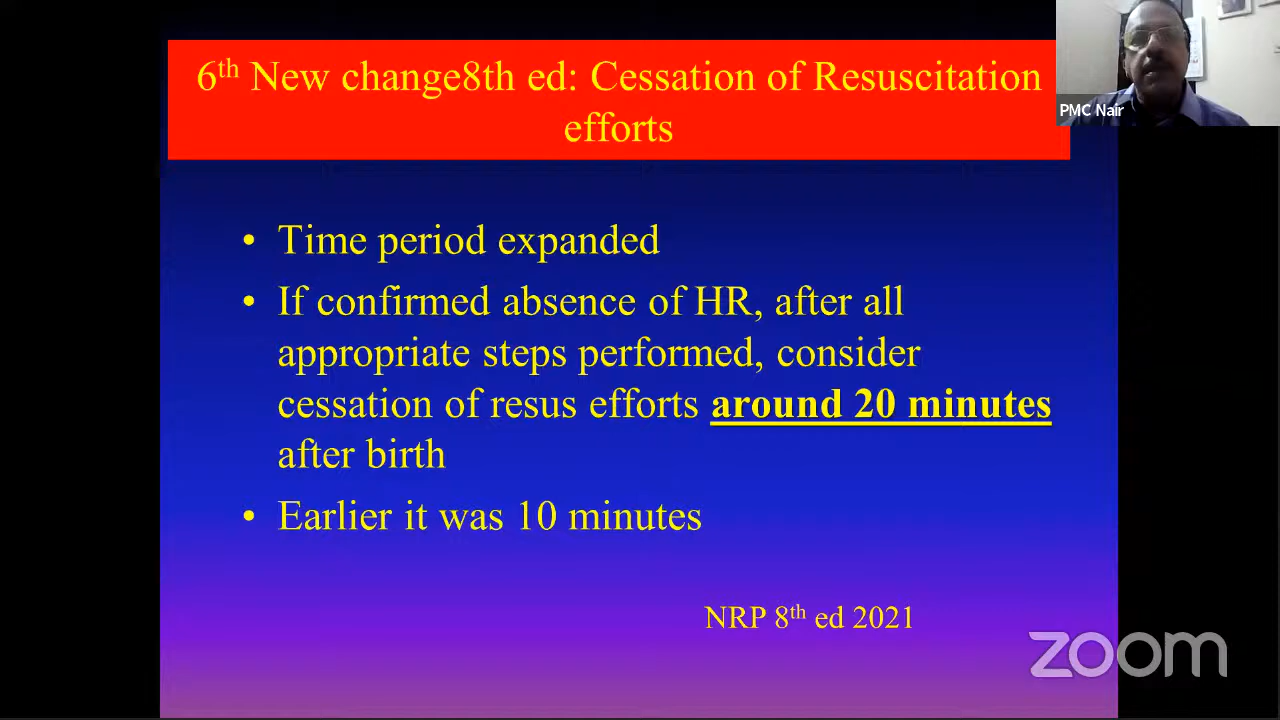 6th New change8th ed: Cessation of Resuscitation
efforts
PMC Nair
• Time period expanded
• If confirmed absence of HR, after all
appropriate steps performed, consider
cessation of resus efforts around 20 minutes
after birth
• Earlier it was 10 minutes
NRP 8th ed 2021
zoom